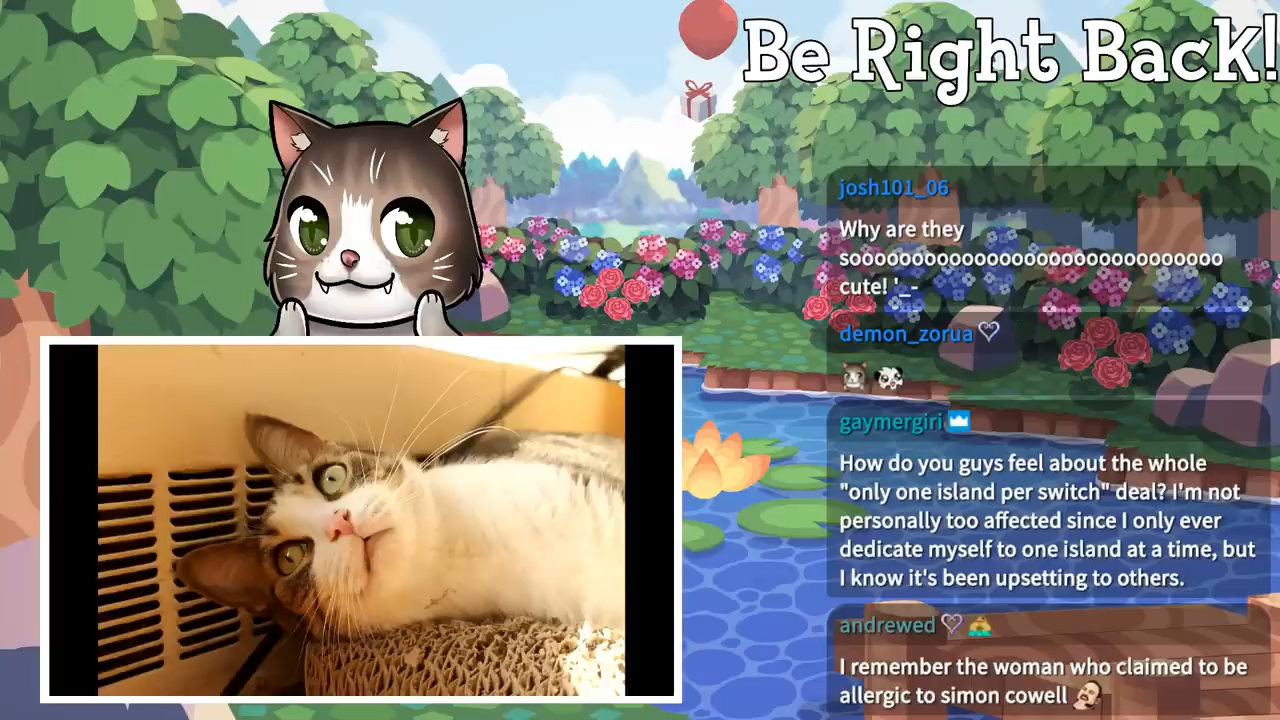 Be Right Back!
josh101_06
Why are they
sooooooooooooooooooooooooooooooo
cute! '_-
demon_zorua
gaymergiri
How do you guys feel about the whole
"only one island per switch" deal? I'm not
personally too affected since I only ever
dedicate myself to one island at a time, but
I know it's been upsetting to others.
andrewed
I remember the woman who claimed to be
allergic to simon cowell